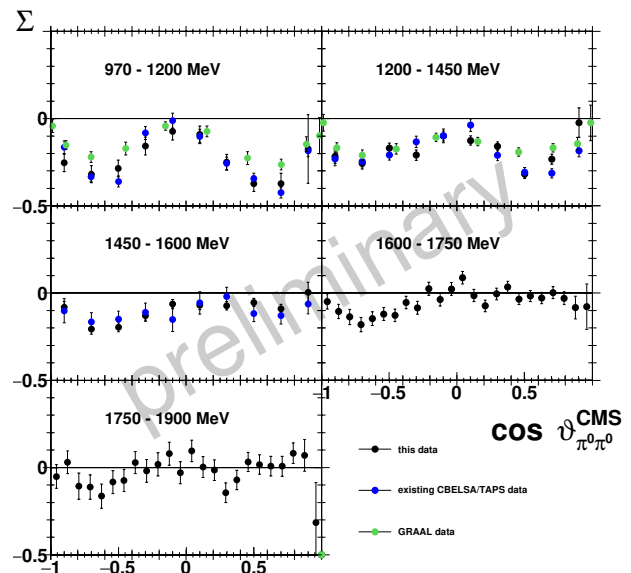 Σ
970 - 1200 MeV
1200 - 1450 MeV
0
−0.5
1450 - 1600 MeV
1600 - 1750 MeV
0
−0.5
−1 −0.5 0 0.5
1750 - 1900 MeV
cos ϑ CMS π⁰π⁰
0
this data
existing CBELSA/TAPS data
GRAAL data
−0.5
−1 −0.5 0 0.5
preliminary